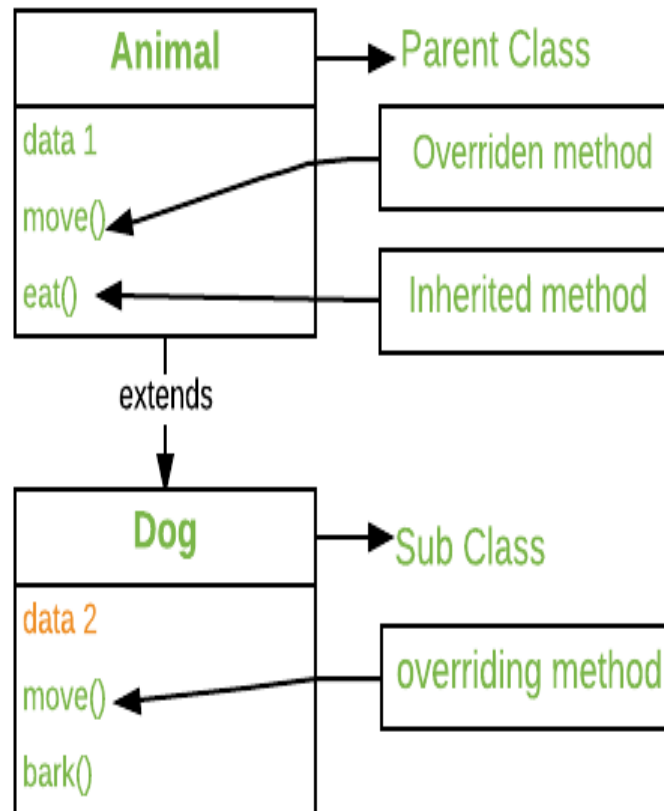 Animal
Parent Class
data 1
Overriden method
move()
eat()
Inherited method
extends
Dog
Sub Class
data 2
move()
overriding method
bark()